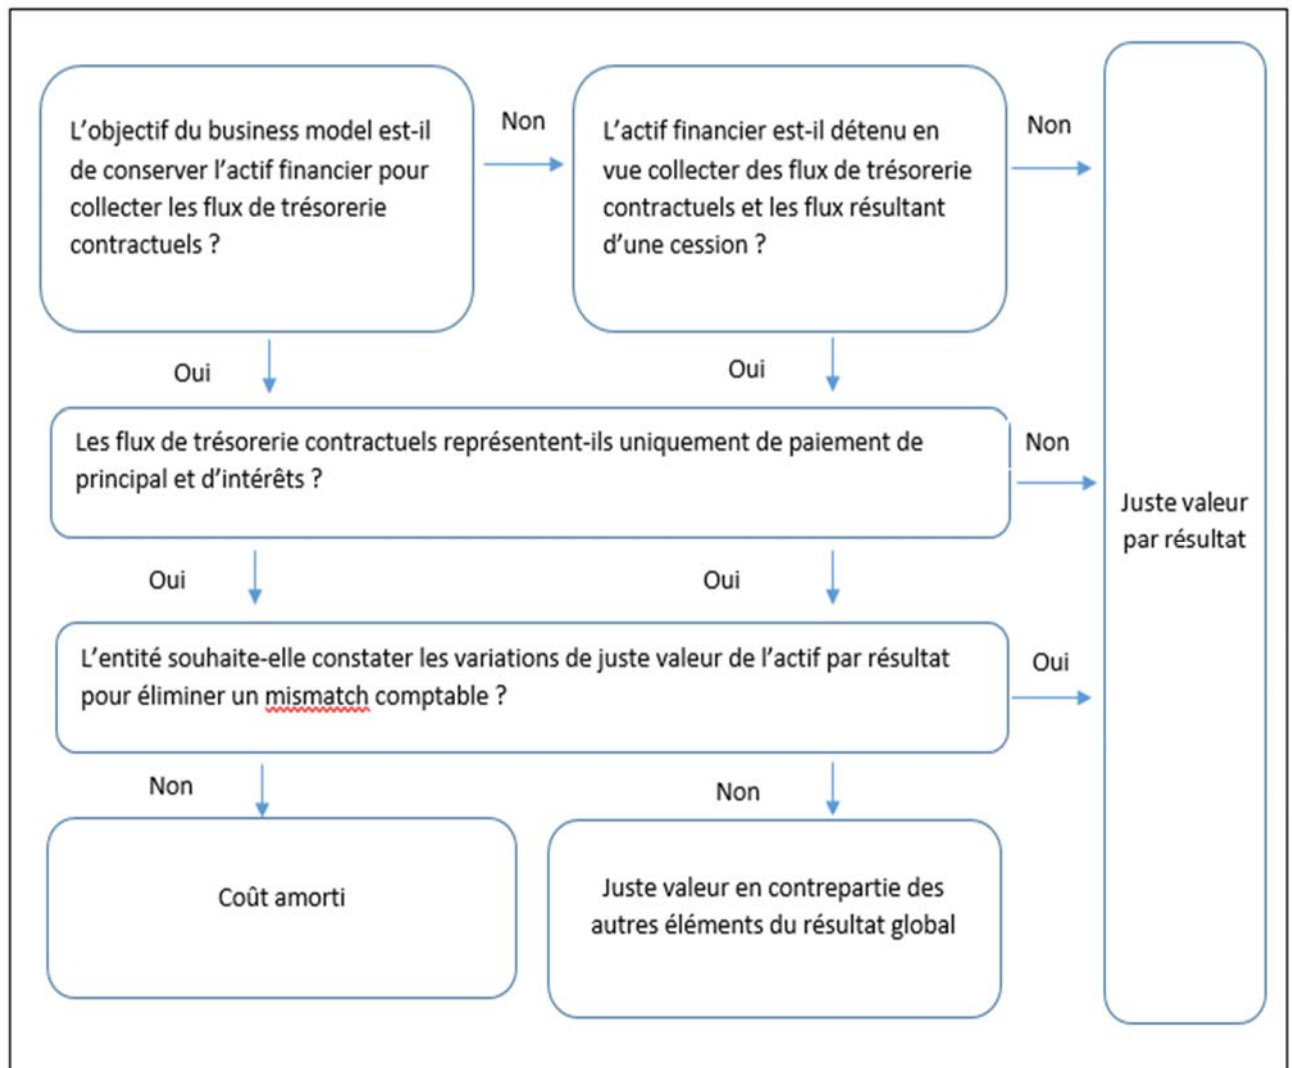 L'objectif du business model est-il
de conserver l'actif financier pour
collecter les flux de trésorerie
contractuels ?
Non
L'actif financier est-il détenu en
vue collecter des flux de trésorerie
contractuels et les flux résultant
d'une cession ?
Non
Oui
Oui
Les flux de trésorerie contractuels représentent-ils uniquement de paiement de
principal et d'intérêts ?
Non
Juste valeur
par résultat
Oui
Oui
L'entité souhaite-elle constater les variations de juste valeur de l'actif par résultat
pour éliminer un mismatch comptable ?
Oui
Non
Non
Coût amorti
Juste valeur en contrepartie des
autres éléments du résultat global